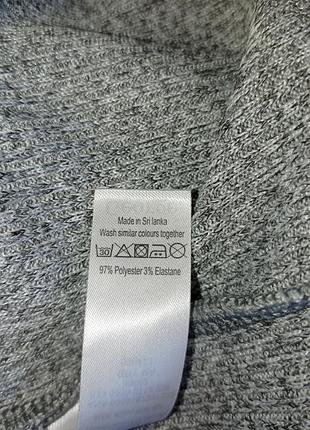 Made in Sri lanka
Wash similar colours together
30
97% Polyester 3% Elastane